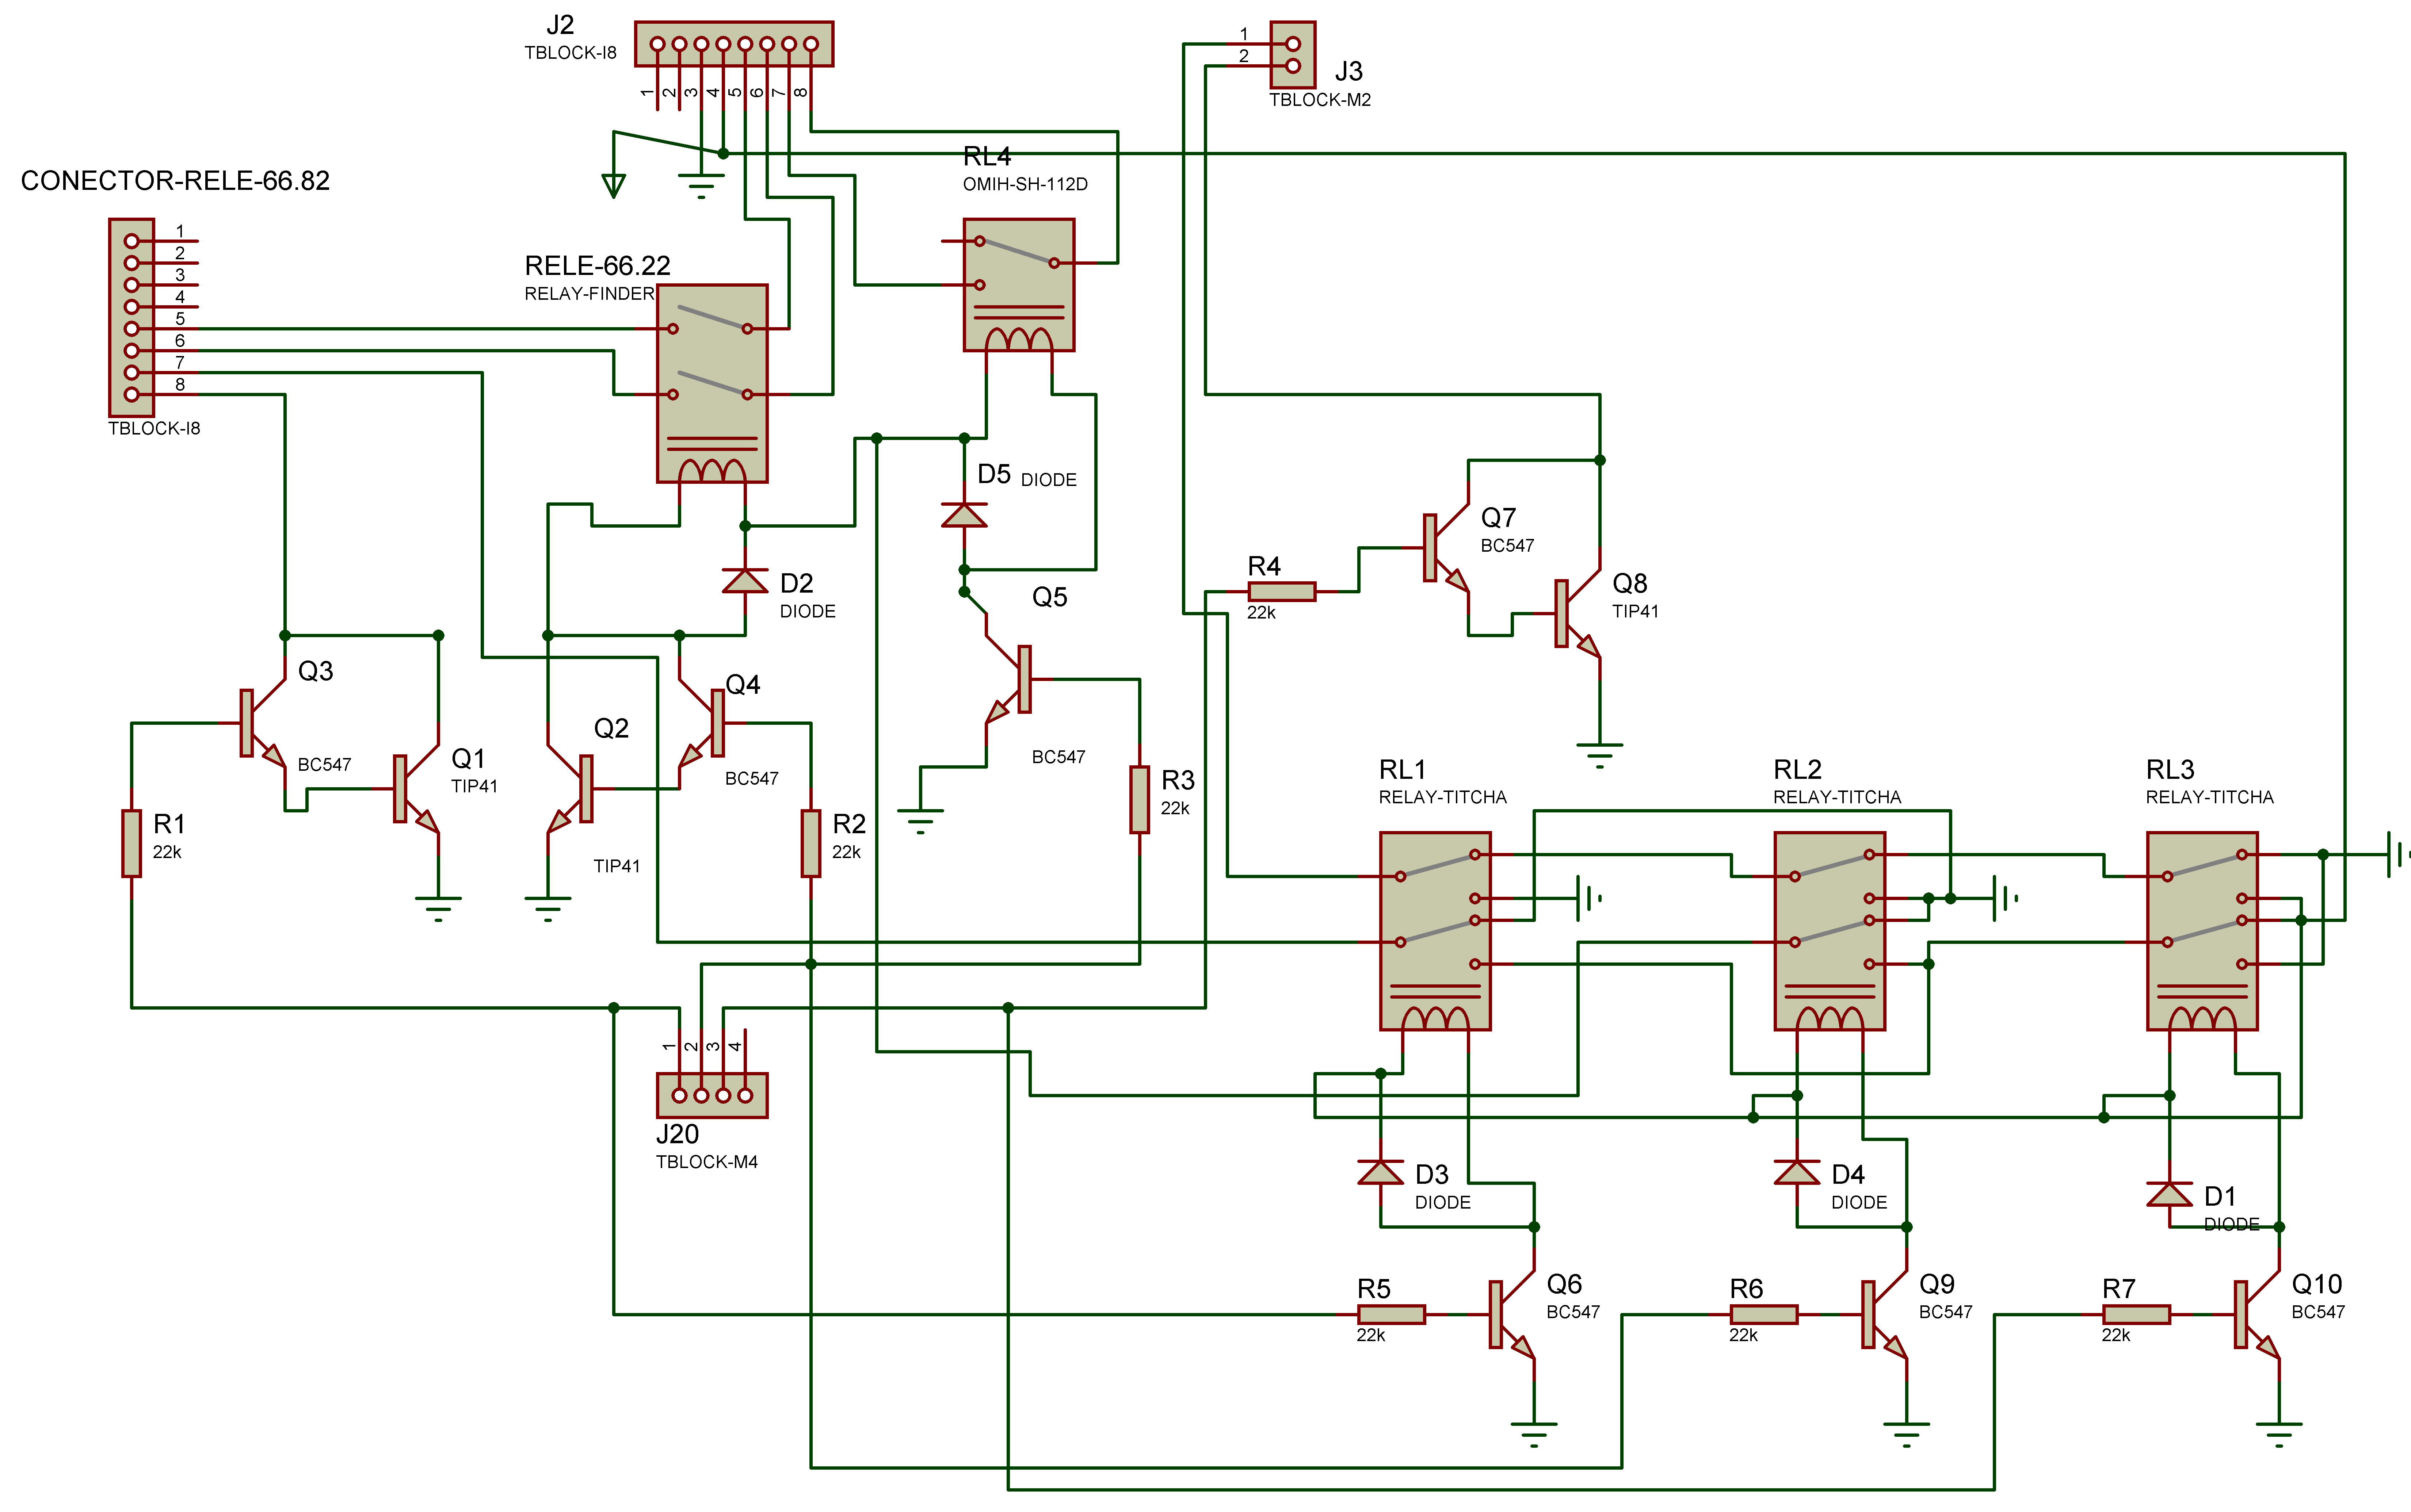 J2
TBLOCK-I8
1
2
3
4
5
6
7
8
1
2
J3
TBLOCK-M2
CONECTOR-RELE-66.82
1
2
3
4
5
6
7
8
TBLOCK-I8
RL4
OMIH-SH-112D
RELE-66.22
RELAY-FINDER
D5 DIODE
D2
DIODE
Q5
BC547
Q7
BC547
R4
22k
Q8
TIP41
Q3
BC547
Q1
TIP41
Q2
TIP41
Q4
BC547
R1
22k
R2
22k
R3
22k
RL1
RELAY-TITCHA
RL2
RELAY-TITCHA
RL3
RELAY-TITCHA
1
2
3
4
J20
TBLOCK-M4
D3
DIODE
D4
DIODE
D1
DIODE
R5
22k
Q6
BC547
R6
22k
Q9
BC547
R7
22k
Q10
BC547